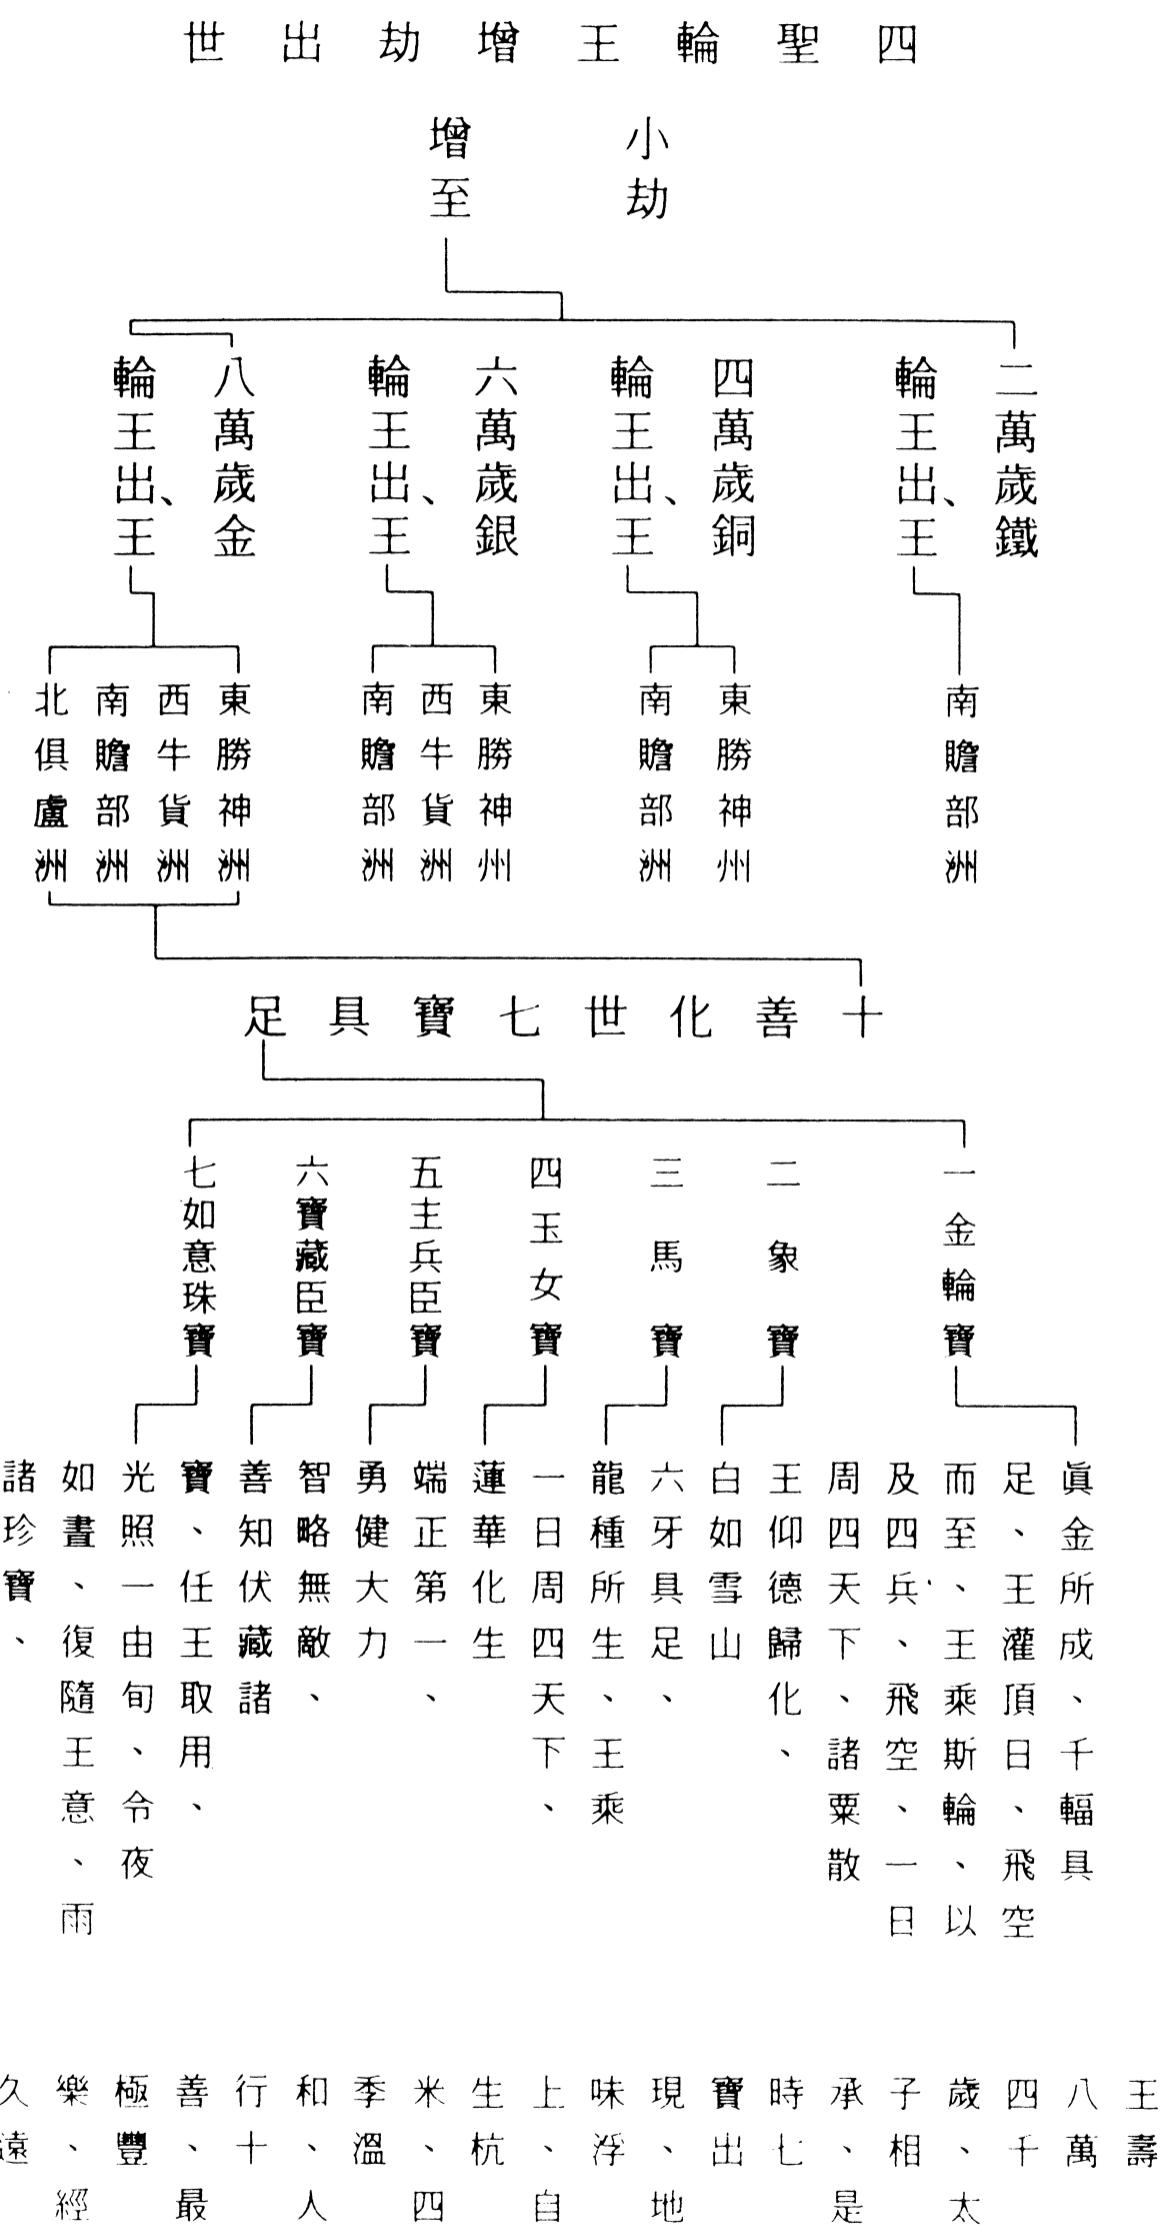 四聖輪王增劫出世
小劫
增至
二萬歲鐵
輪王出、王
四萬歲銅
輪王出、王
六萬歲銀
輪王出、王
八萬歲金
輪王出、王
南贍部洲
東勝神州
南贍部洲
東勝神州
西牛貨洲
南贍部洲
東勝神洲
西牛貨洲
南贍部洲
北俱盧洲
十善化世七寶具足
一金輪寶
二象寶
三馬寶
四玉女寶
五主兵臣寶
六寶藏臣寶
七如意珠寶
眞金所成、千輻具
足、王灌頂日、飛空
而至、王乘斯輪、以
及四兵、飛空、一日
周四天下、諸粟散
王仰德歸化、
白如雪山
六牙具足、
龍種所生、王乘
一日周四天下、
蓮華化生
端正第一、
勇健大力
智略無敵、
善知伏藏諸
寶、任王取用、
光照一由旬、令夜
如晝、復隨王意、雨
諸珍寶、
王壽
八萬
四千
歲、太
子相
承、是
時七
寶出
現、地
味浮
上、自
生杭
米、四
季溫
和、人
行十
善、最
極豐
樂、經
久遠